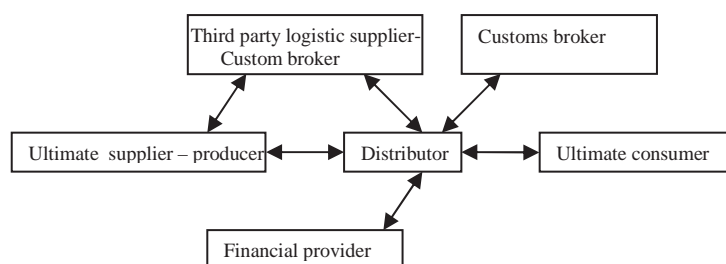 Third party logistic supplier-
Custom broker
Customs broker
Ultimate supplier – producer
Distributor
Ultimate consumer
Financial provider